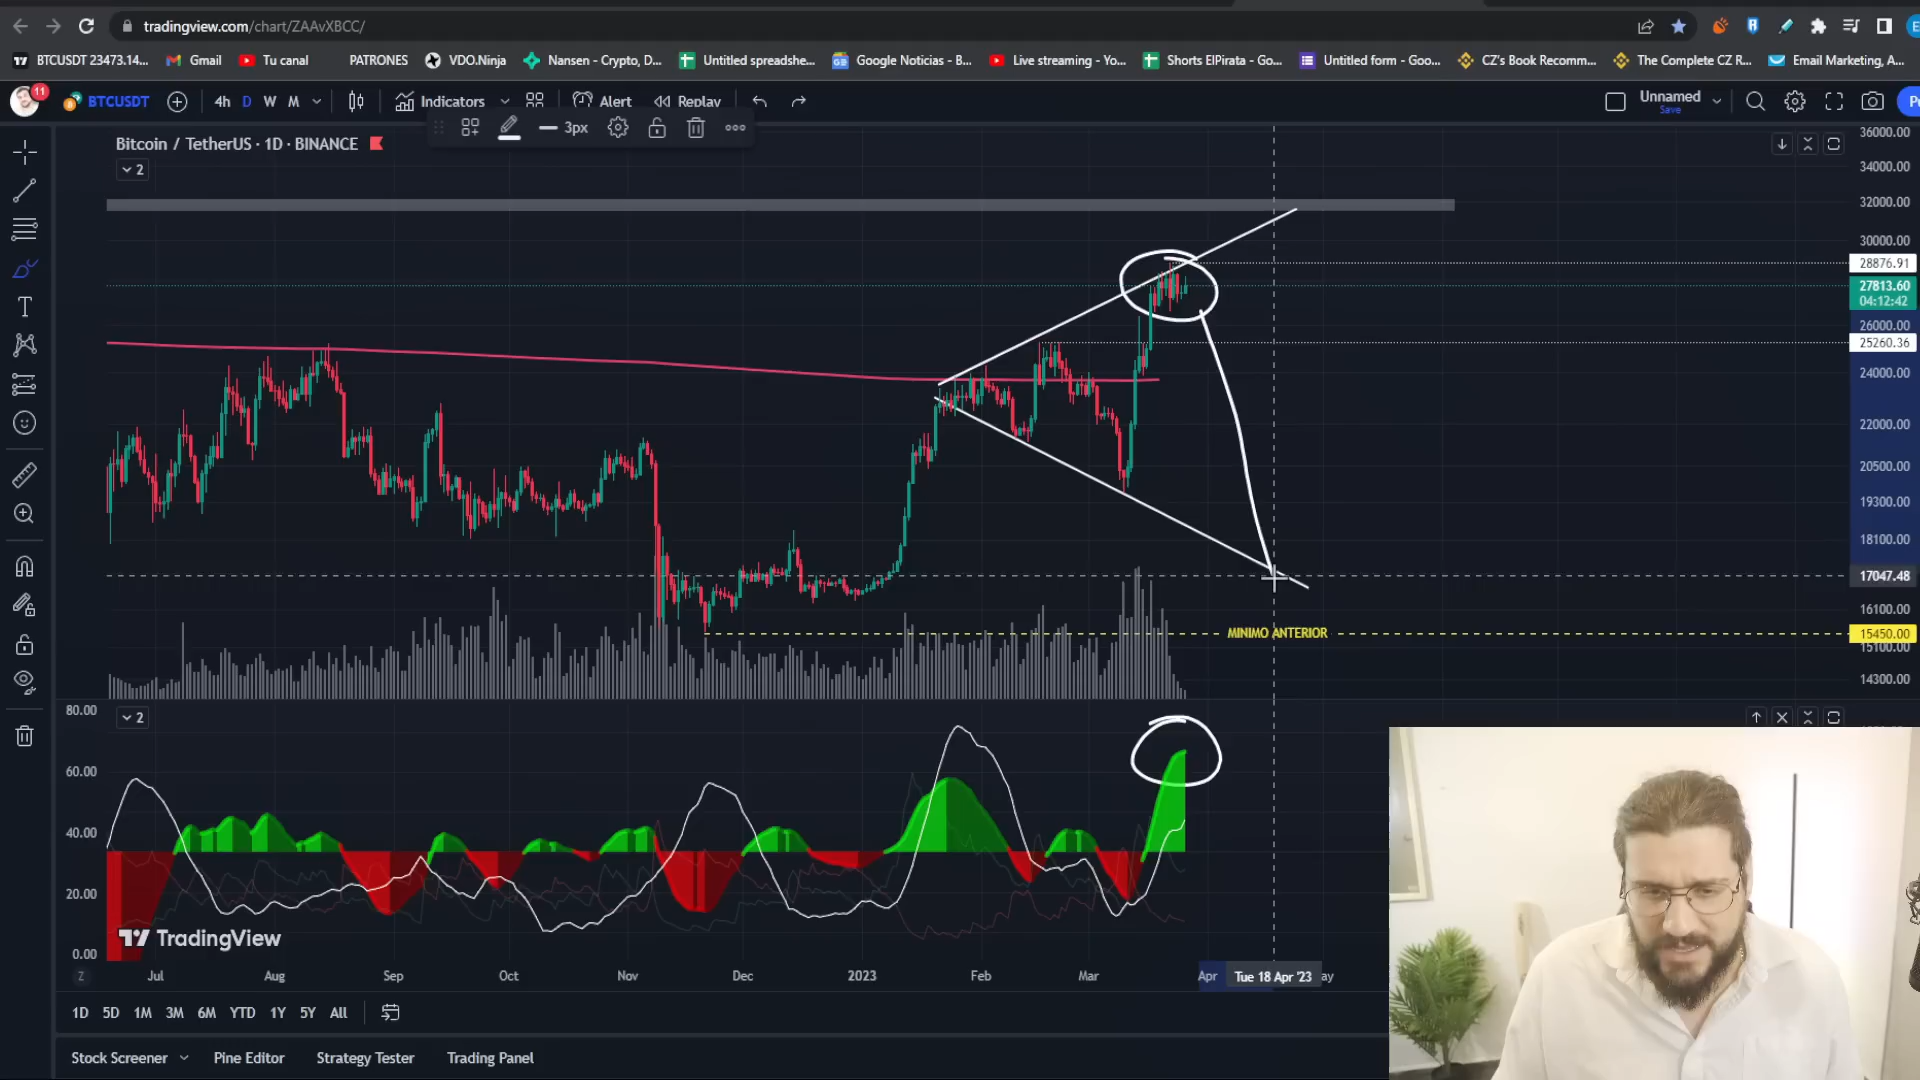 tradingview.com/chart/ZAAvXBCC/
BTCUSDT 23473.14... Gmail Tu canal PATRONES VDO.Ninja Nansen - Crypto, D... Untitled spreadshe... Google Noticias - B... Live streaming - Yo... Shorts ElPirata - Go... Untitled form - Goo... CZ's Book Recomm... The Complete CZ R... Email Marketing, A...
11 BTCUSDT 4h D W M Indicators Alert Replay Unnamed Save
3px
Bitcoin / TetherUS · 1D · BINANCE
2
36000.00
34000.00
32000.00
30000.00
28876.91
27813.60
04:12:42
26000.00
25260.36
24000.00
22000.00
20500.00
19300.00
18100.00
17047.48
16100.00
MINIMO ANTERIOR 15450.00
15100.00
14300.00
80.00
2
60.00
40.00
20.00
TradingView
0.00
Z Jul Aug Sep Oct Nov Dec 2023 Feb Mar Apr Tue 18 Apr '23 ay
1D 5D 1M 3M 6M YTD 1Y 5Y All
Stock Screener Pine Editor Strategy Tester Trading Panel